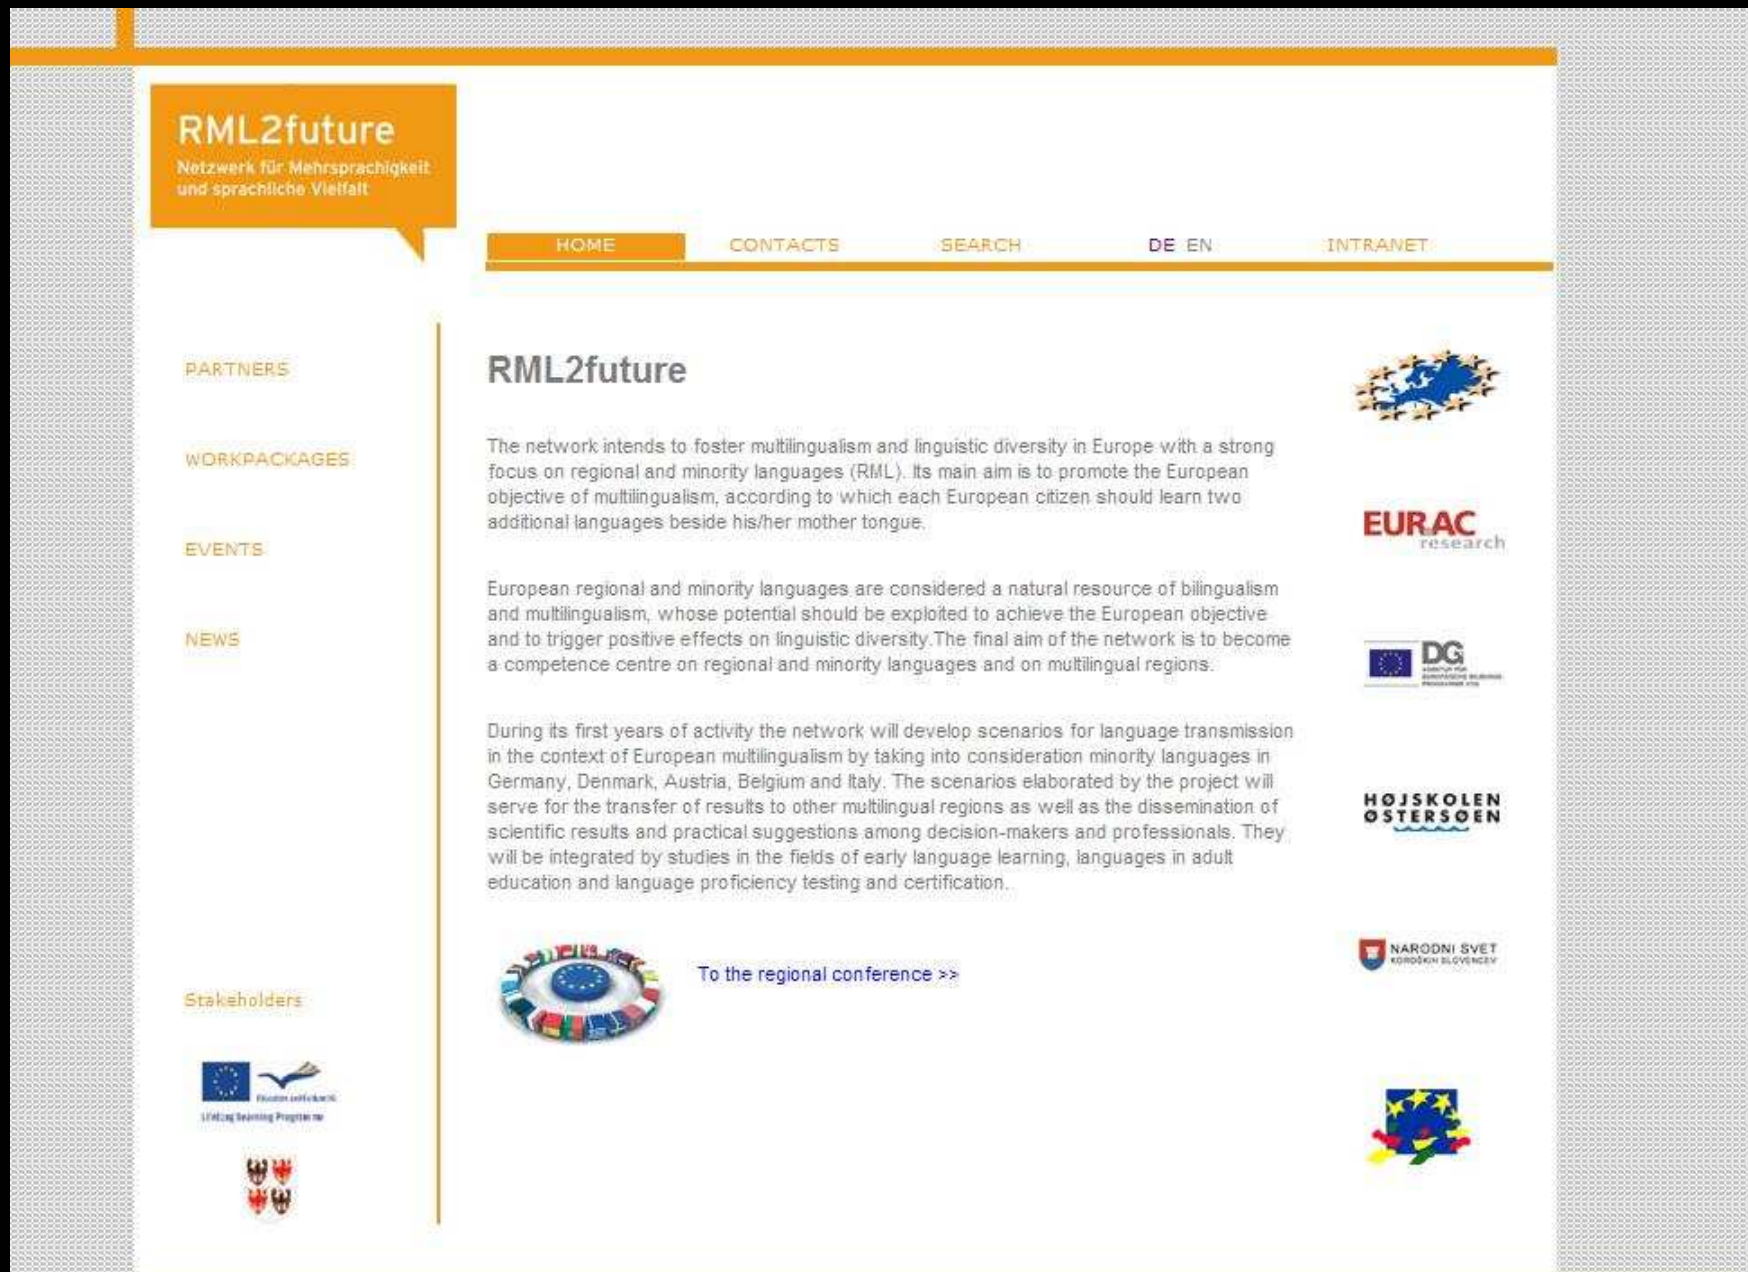 RML2future
Netzwerk für Mehrsprachigkeit
und sprachliche Vielfalt
HOME CONTACTS SEARCH DE EN INTRANET
PARTNERS
WORKPACKAGES
EVENTS
NEWS
Stakeholders
Lifelong Learning Programme
RML2future
The network intends to foster multilingualism and linguistic diversity in Europe with a strong
focus on regional and minority languages (RML). Its main aim is to promote the European
objective of multilingualism, according to which each European citizen should learn two
additional languages beside his/her mother tongue.
European regional and minority languages are considered a natural resource of bilingualism
and multilingualism, whose potential should be exploited to achieve the European objective
and to trigger positive effects on linguistic diversity.The final aim of the network is to become
a competence centre on regional and minority languages and on multilingual regions.
During its first years of activity the network will develop scenarios for language transmission
in the context of European multilingualism by taking into consideration minority languages in
Germany, Denmark, Austria, Belgium and Italy. The scenarios elaborated by the project will
serve for the transfer of results to other multilingual regions as well as the dissemination of
scientific results and practical suggestions among decision-makers and professionals. They
will be integrated by studies in the fields of early language learning, languages in adult
education and language proficiency testing and certification.
To the regional conference >>
EURAC
research
DG
HØJSKOLEN
ØSTERSØEN
NARODNI SVET
KOROŠKIH SLOVENCEV